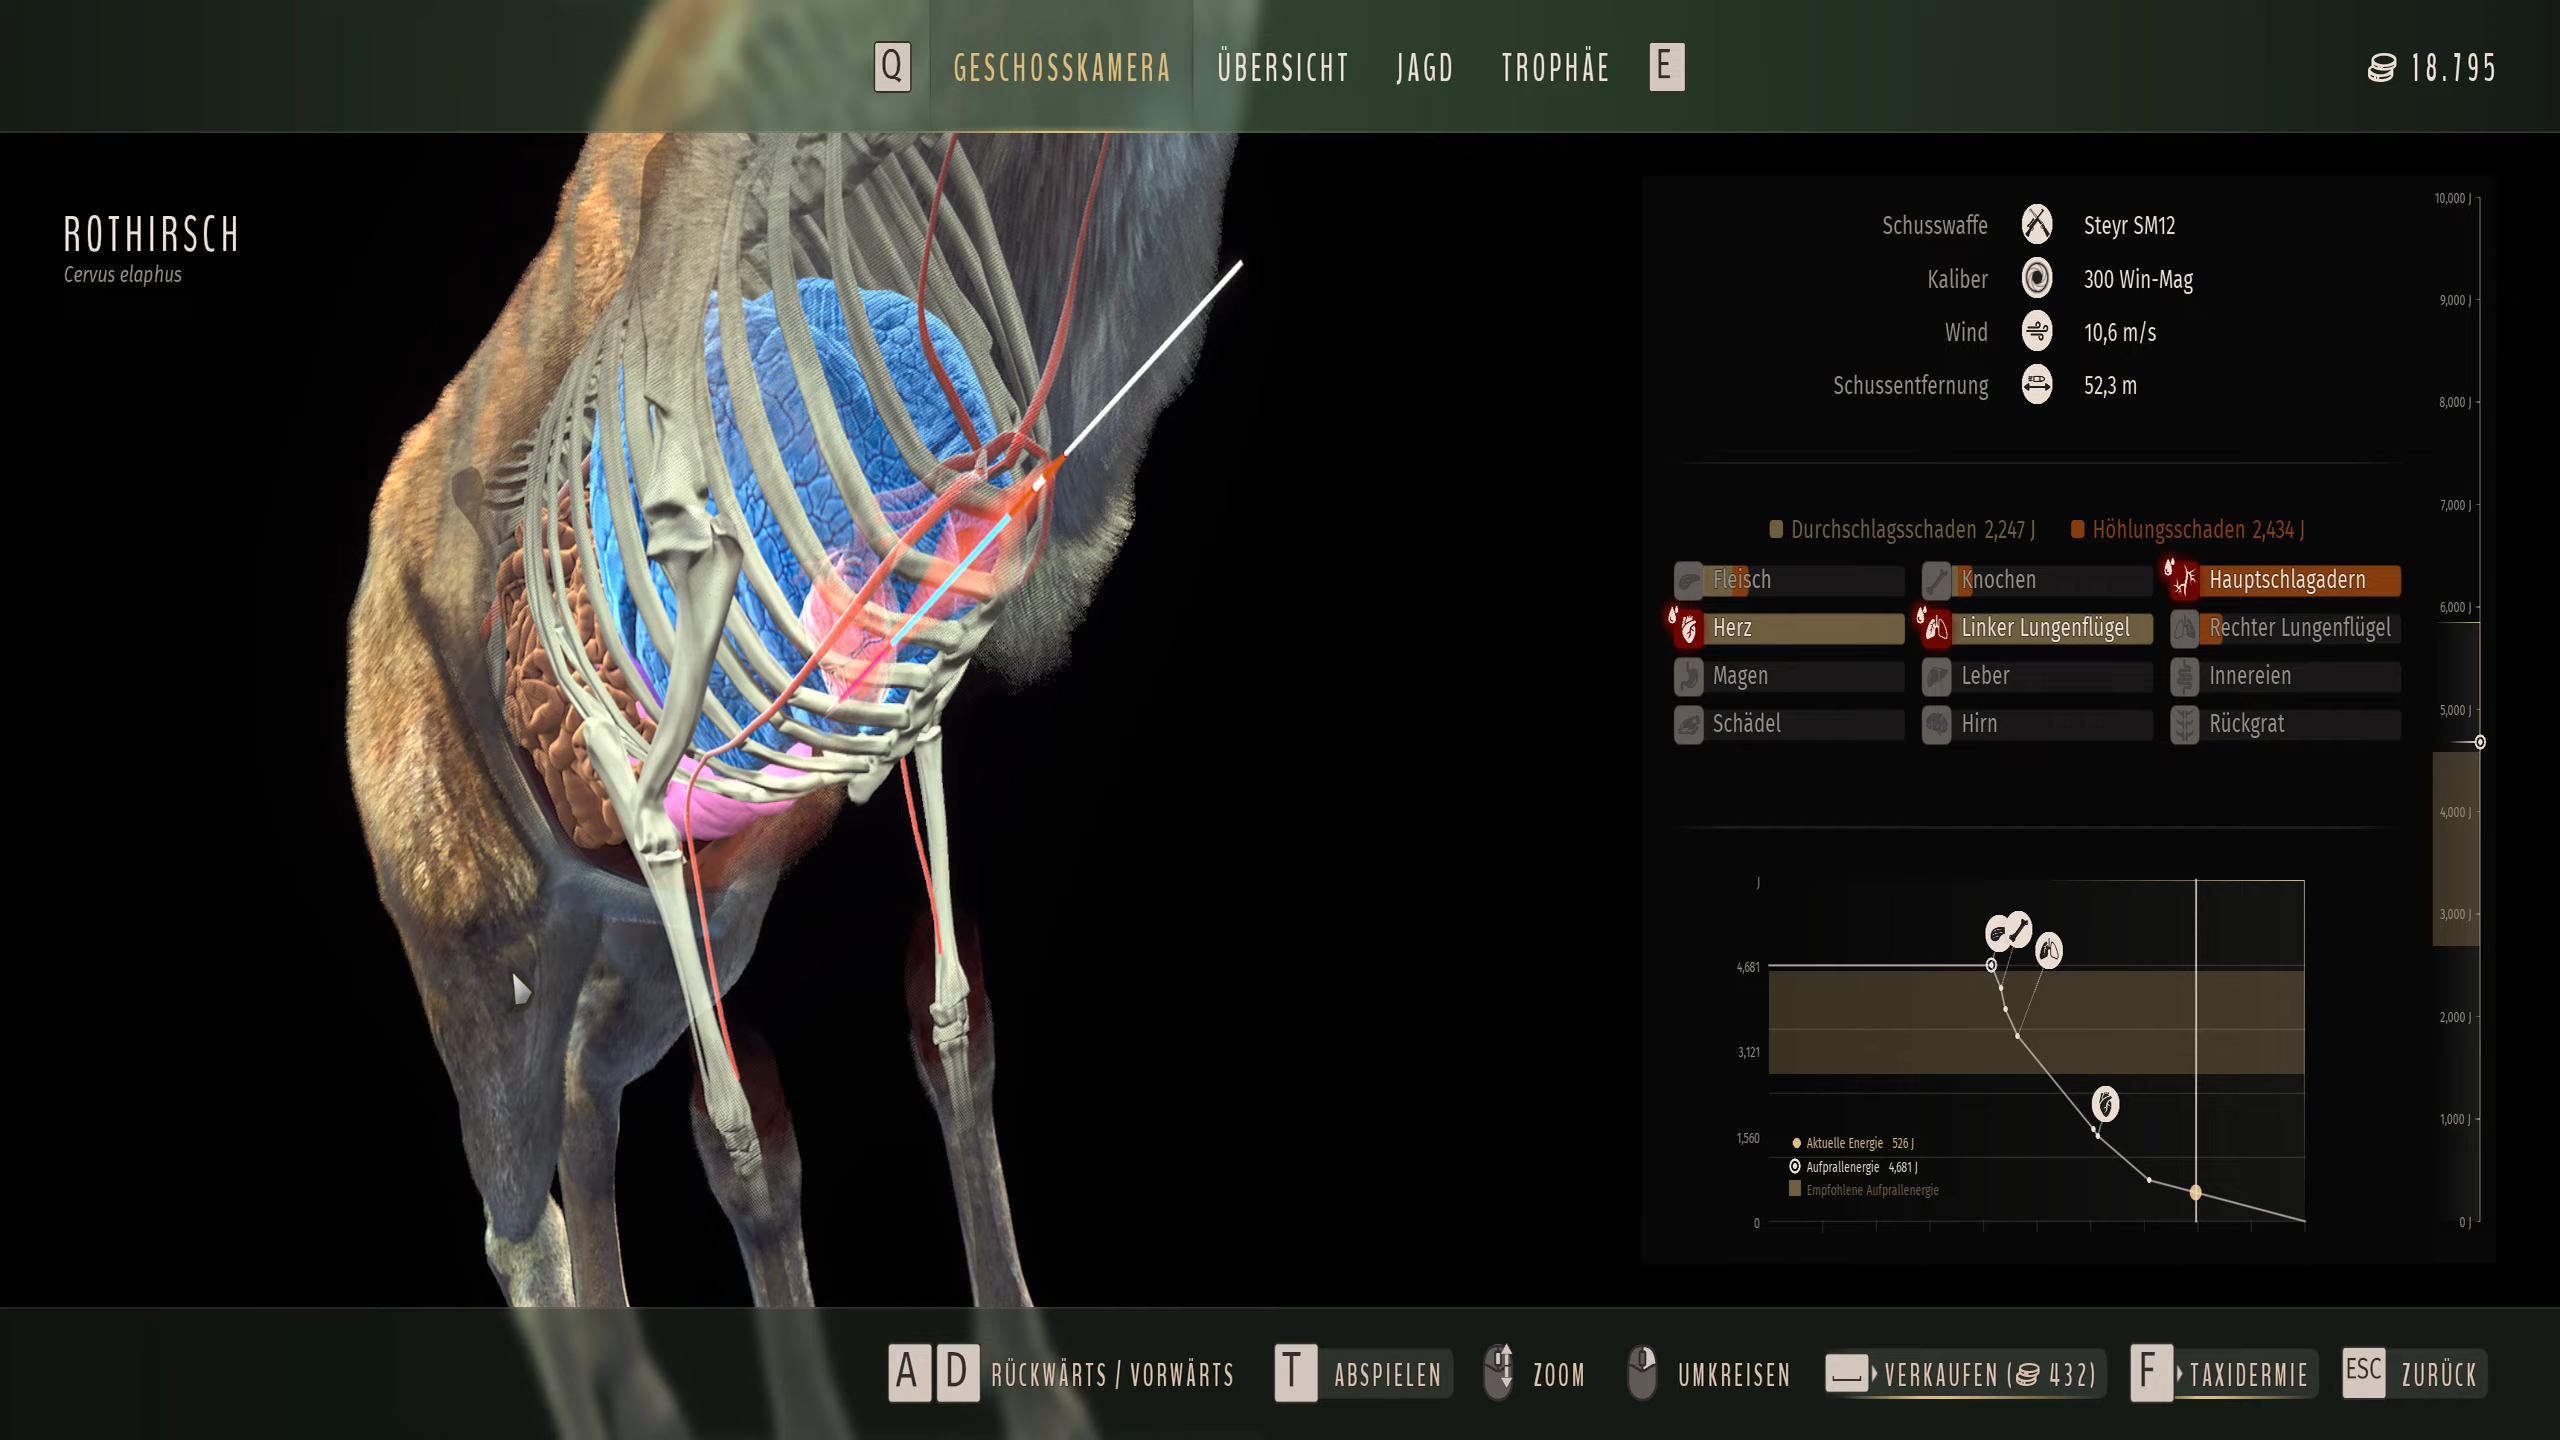 Q GESCHOSSKAMERA ÜBERSICHT JAGD TROPHÄE E
18.795
ROTHIRSCH
Cervus elaphus
Schusswaffe Steyr SM12
Kaliber 300 Win-Mag
Wind 10,6 m/s
Schussentfernung 52,3 m
Durchschlagsschaden 2,247 J Höhlungsschaden 2,434 J
Fleisch Knochen Hauptschlagadern
Herz Linker Lungenflügel Rechter Lungenflügel
Magen Leber Innereien
Schädel Hirn Rückgrat
J
4,681
3,121
1,560
0
Aktuelle Energie 526 J
Aufprallenergie 4,681 J
Empfohlene Aufprallenergie
10,000 J
9,000 J
8,000 J
7,000 J
6,000 J
5,000 J
4,000 J
3,000 J
2,000 J
1,000 J
0 J
A D RÜCKWÄRTS / VORWÄRTS T ABSPIELEN ZOOM UMKREISEN VERKAUFEN (432) F TAXIDERMIE ESC ZURÜCK